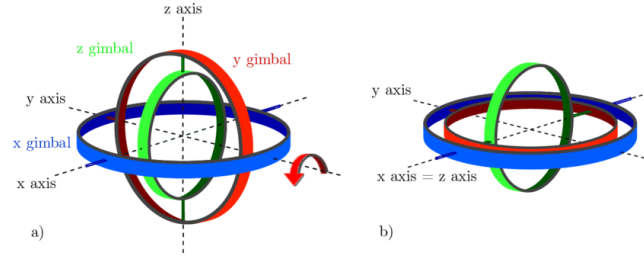 z axis
z gimbal
y gimbal
y axis
x gimbal
x axis
a)
y axis
x axis = z axis
b)